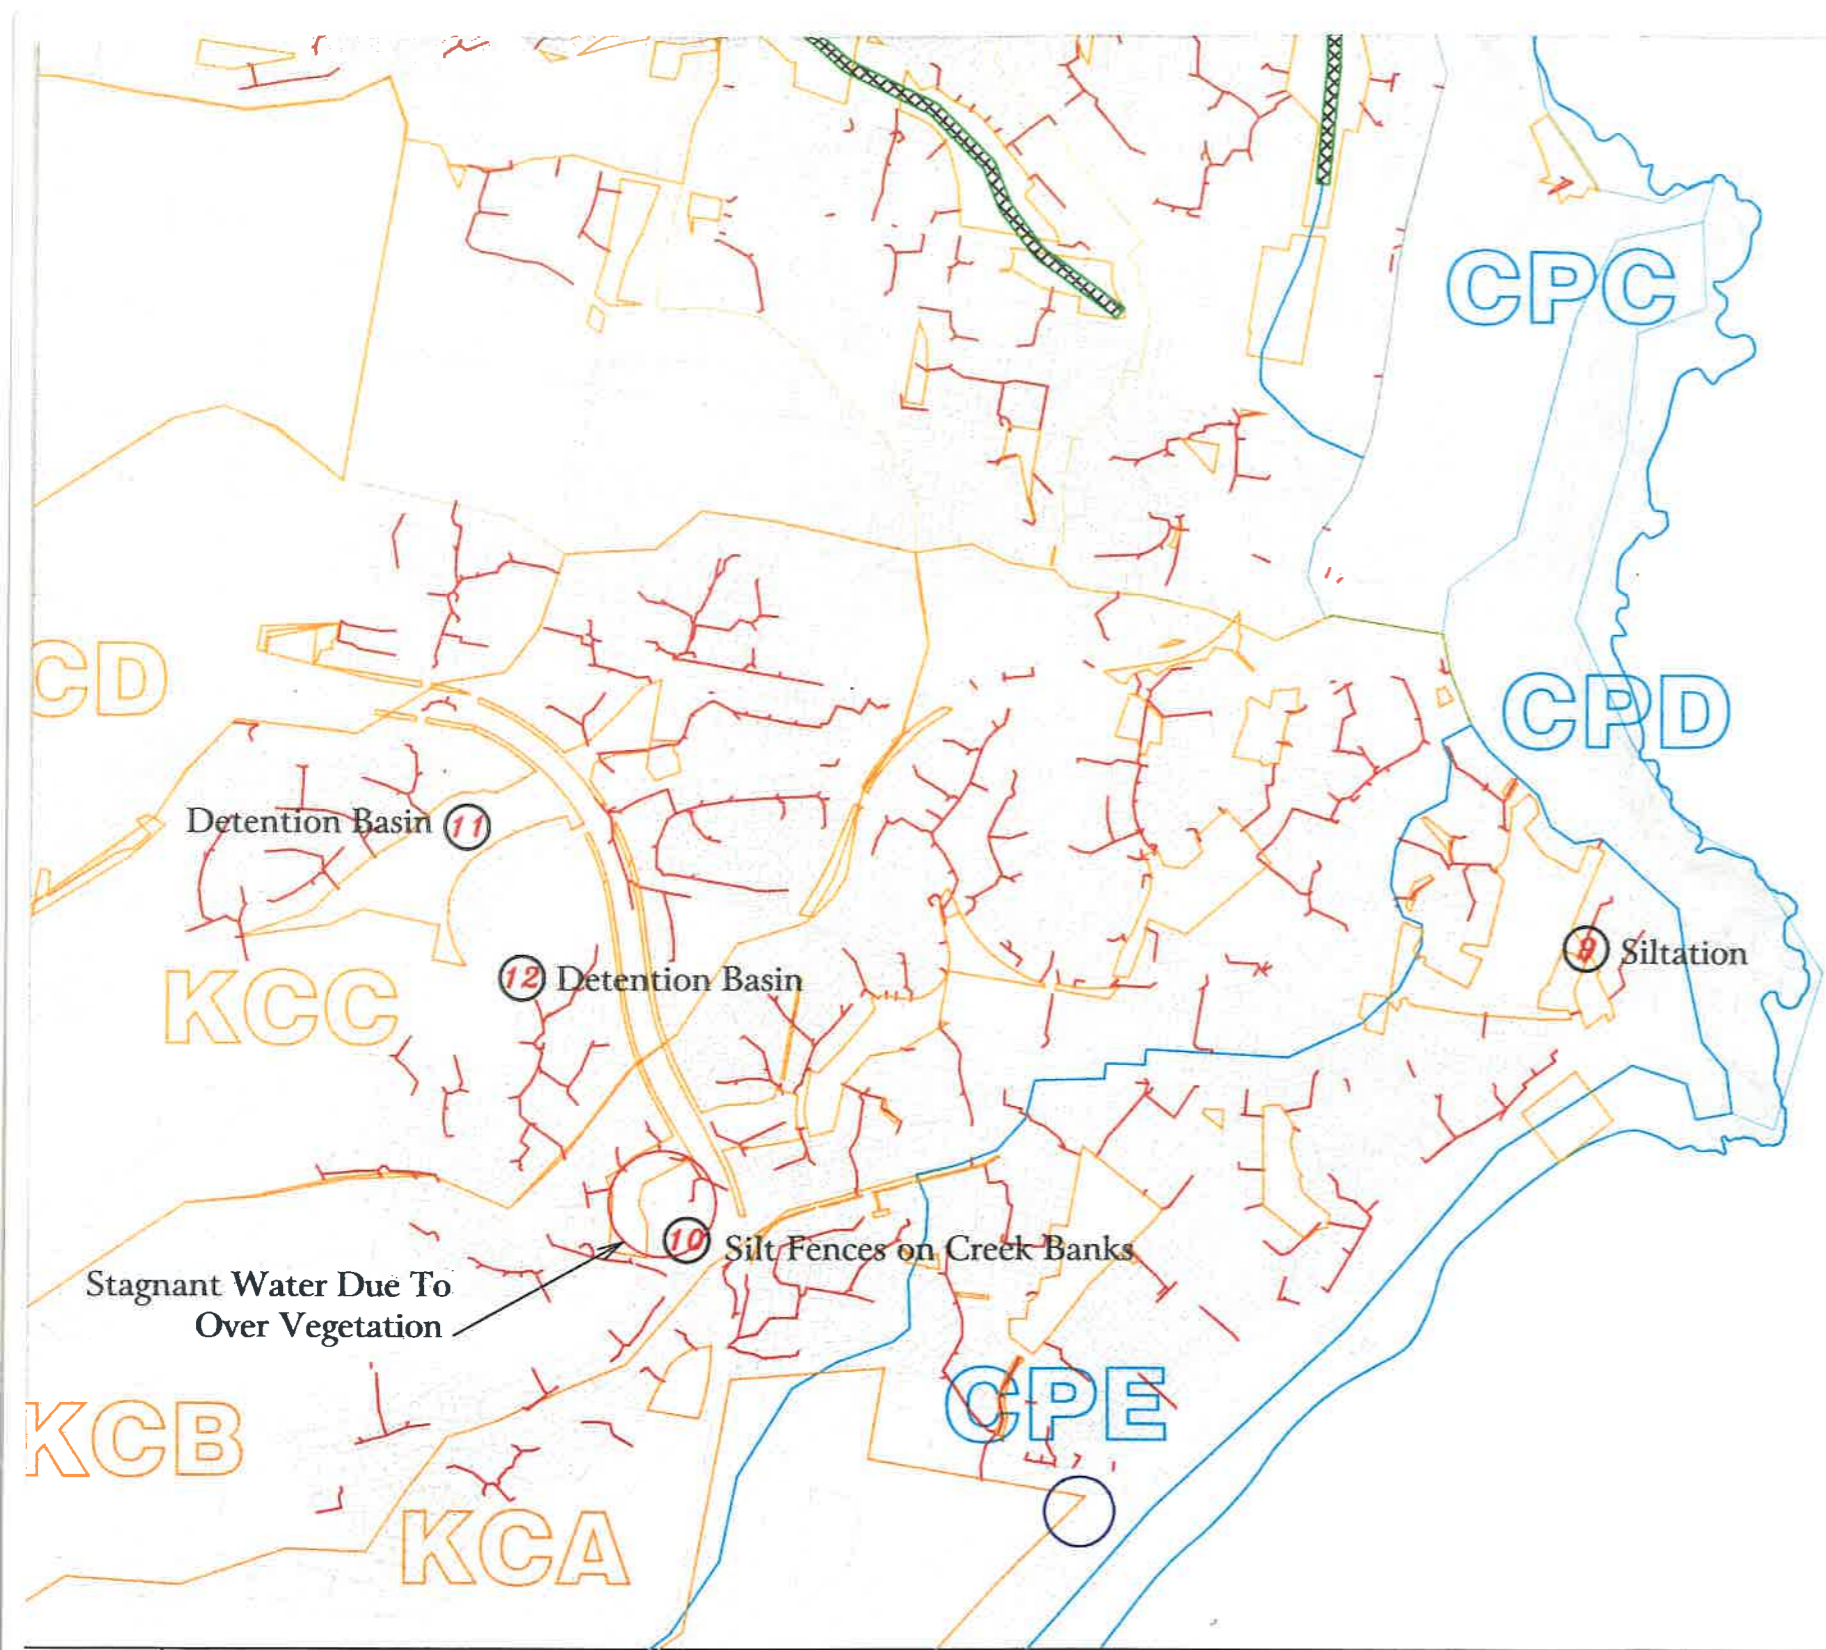 CPC
CD
CPD
Detention Basin 11
9 Siltation
12 Detention Basin
KCC
10 Silt Fences on Creek Banks
Stagnant Water Due To
Over Vegetation
CPE
KCB
KCA